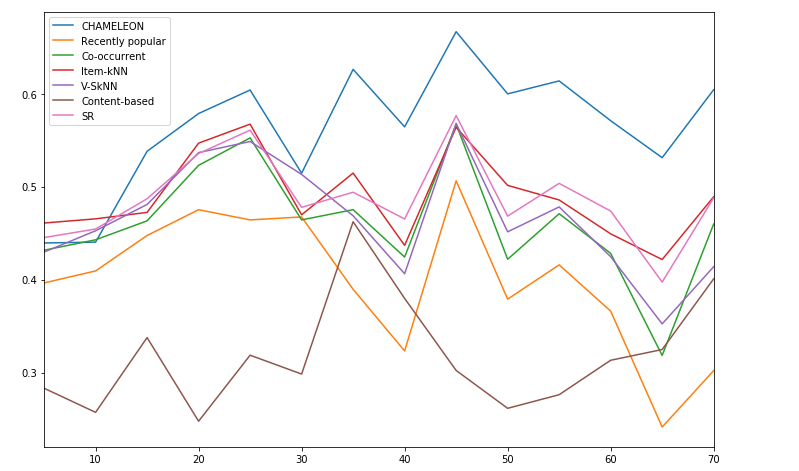 CHAMELEON
Recently popular
Co-occurrent
Item-kNN
V-SkNN
Content-based
SR
0.6
0.5
0.4
0.3
10 20 30 40 50 60 70